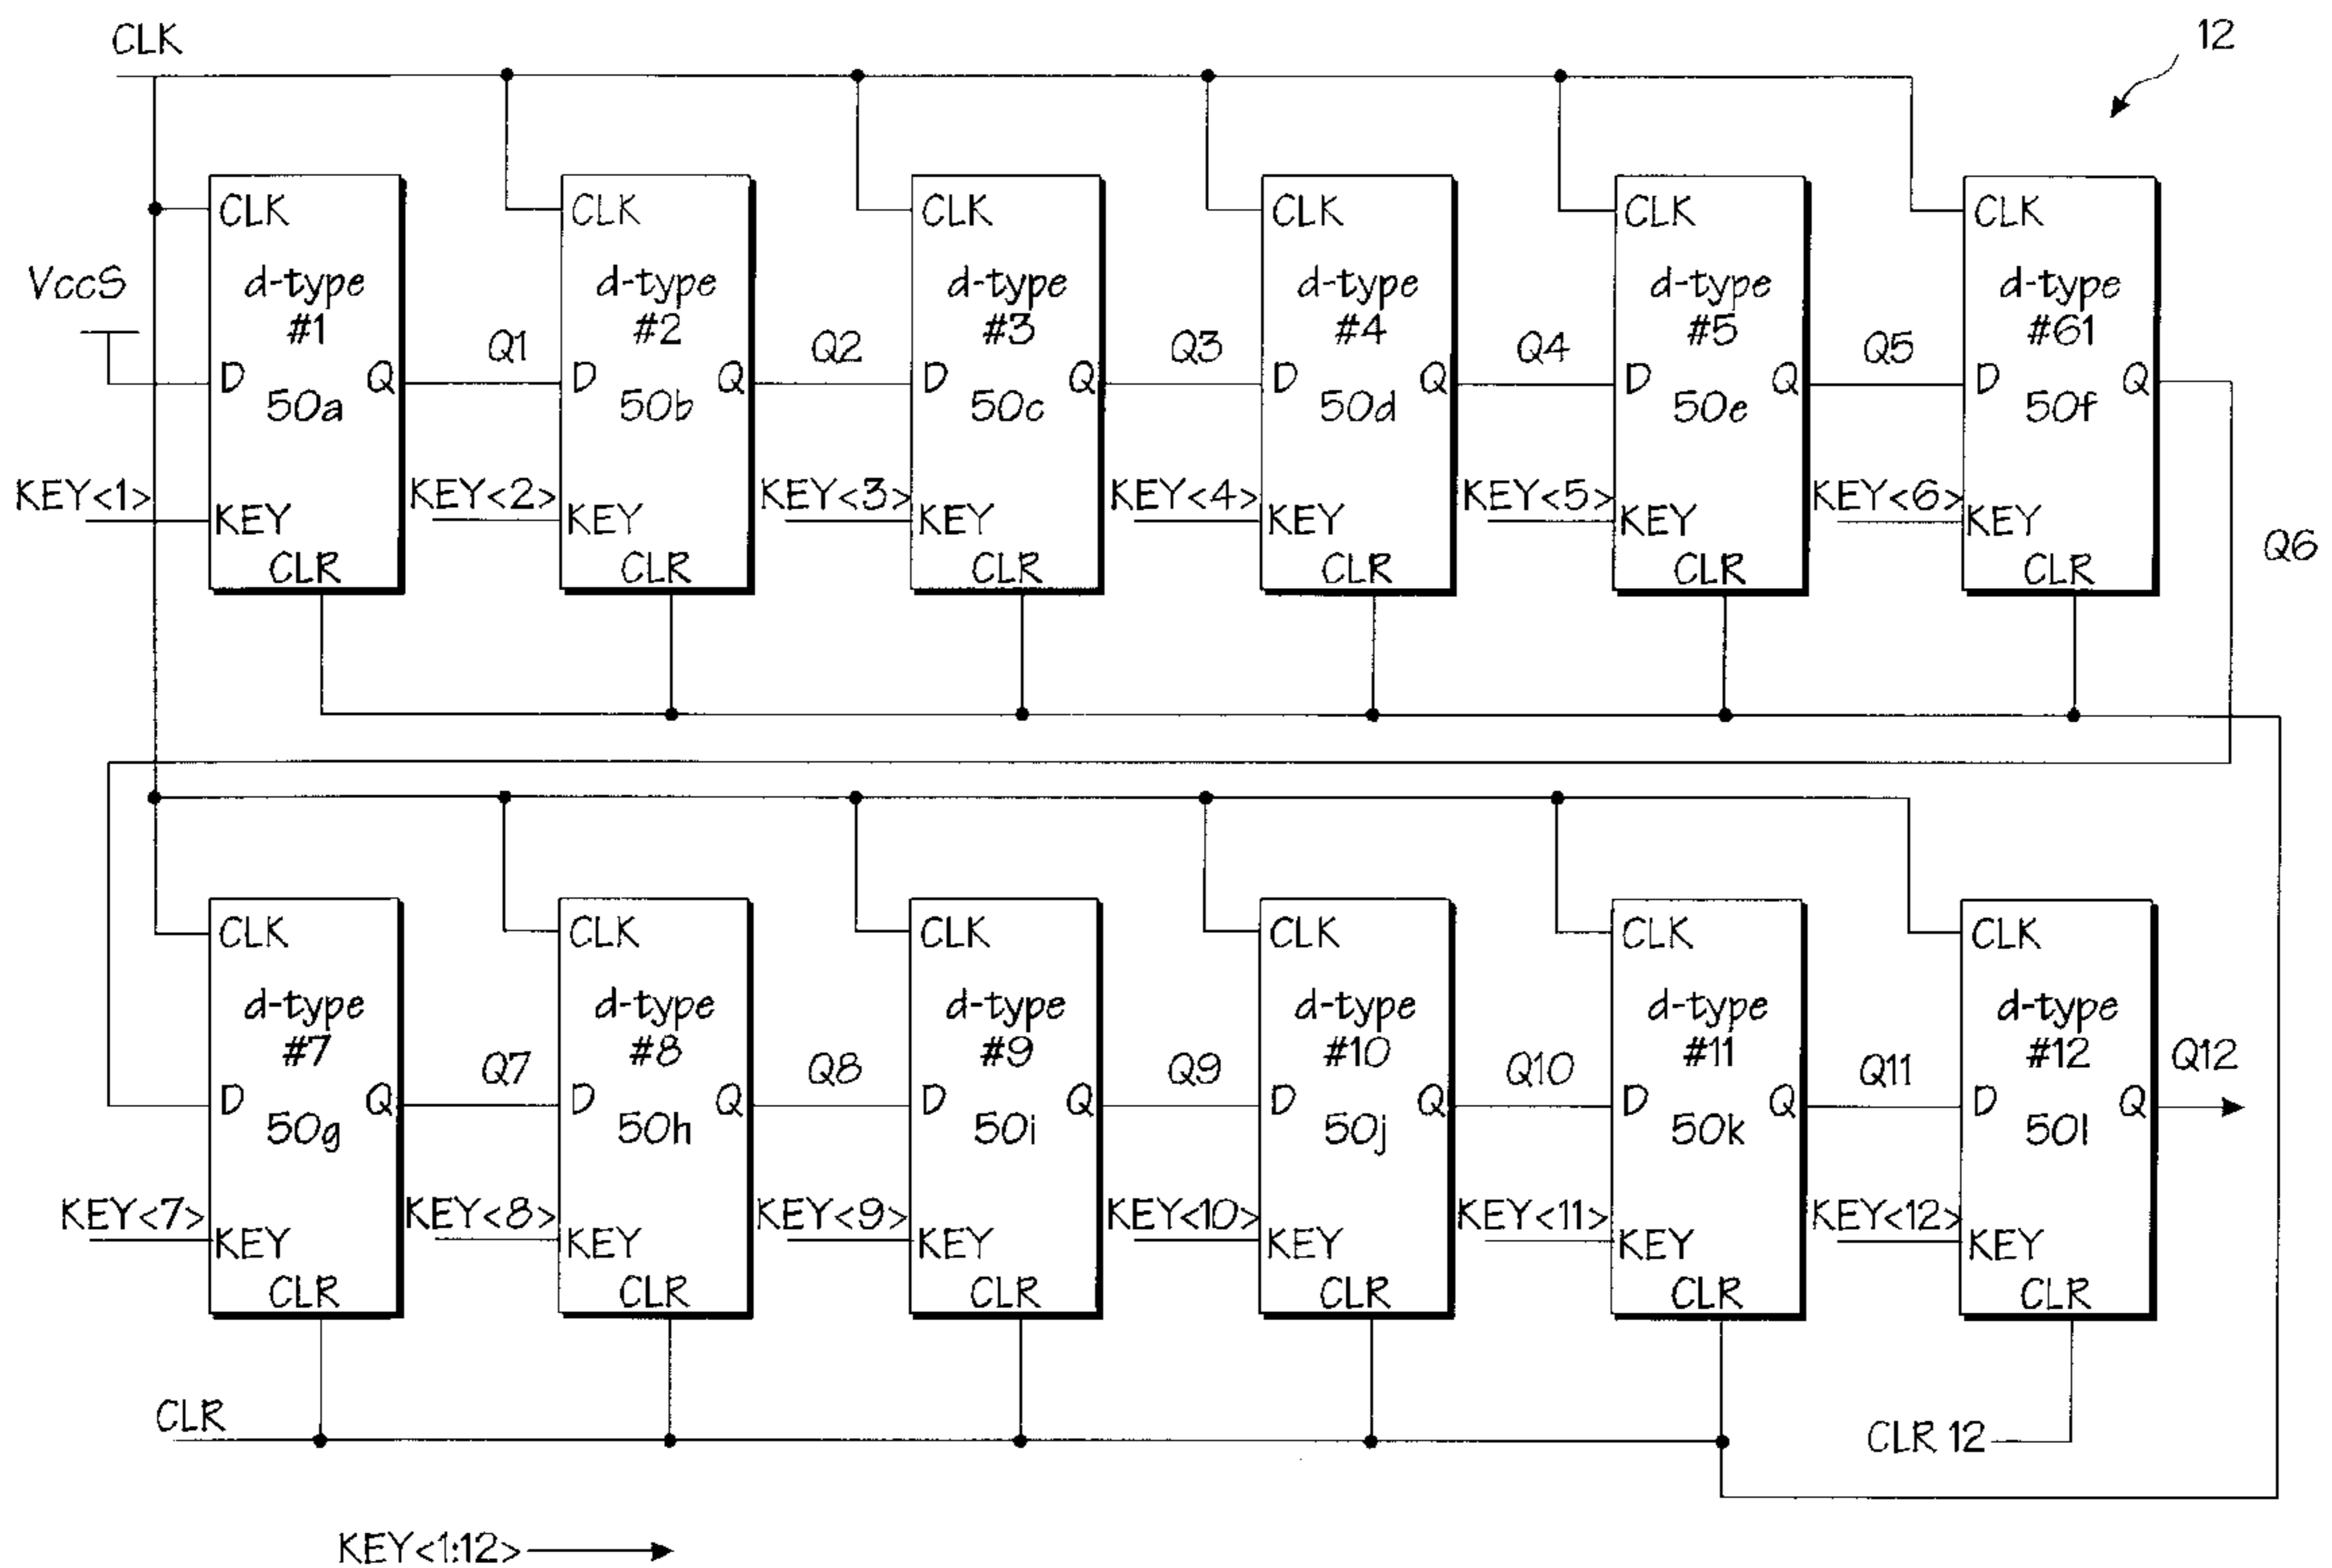 CLK
12
CLK CLK CLK CLK CLK CLK
VccS
d-type d-type d-type d-type d-type d-type
#1 #2 #3 #4 #5 #61
Q1 Q2 Q3 Q4 Q5
D Q D Q D Q D Q D Q D Q
50a 50b 50c 50d 50e 50f
KEY<1> KEY<2> KEY<3> KEY<4> KEY<5> KEY<6>
KEY KEY KEY KEY KEY KEY
Q6
CLR CLR CLR CLR CLR CLR
CLK CLK CLK CLK CLK CLK
d-type d-type d-type d-type d-type d-type
#7 #8 #9 #10 #11 #12
Q7 Q8 Q9 Q10 Q11 Q12
D Q D Q D Q D Q D Q D Q
50g 50h 50i 50j 50k 50l
KEY<7> KEY<8> KEY<9> KEY<10> KEY<11> KEY<12>
KEY KEY KEY KEY KEY KEY
CLR CLR CLR CLR CLR CLR
CLR
CLR 12
KEY<1:12>